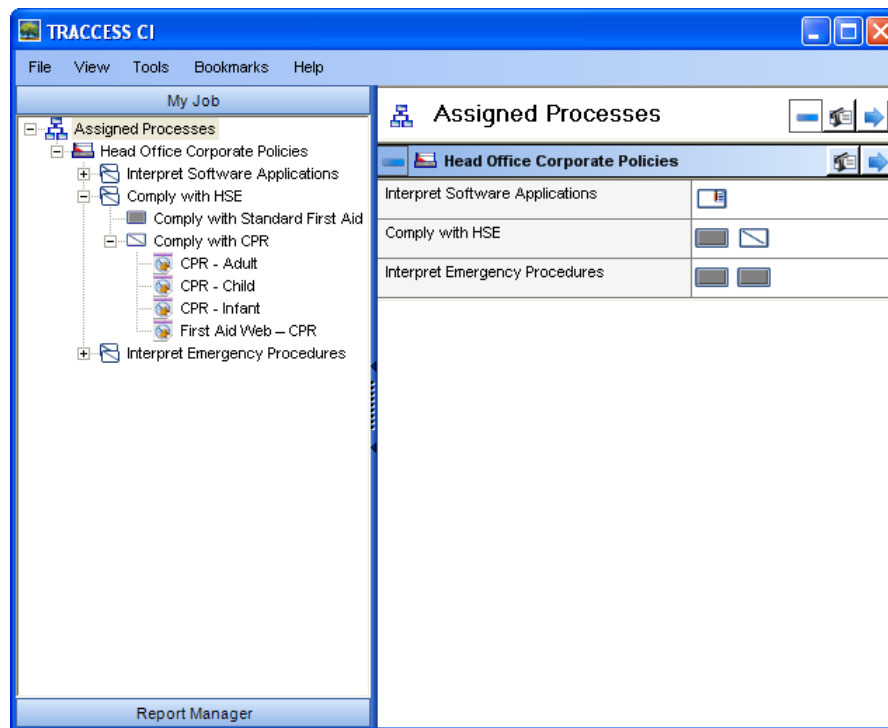 TRACCESS CI
File View Tools Bookmarks Help
My Job
Assigned Processes
Head Office Corporate Policies
Interpret Software Applications
Comply with HSE
Comply with Standard First Aid
Comply with CPR
CPR - Adult
CPR - Child
CPR - Infant
First Aid Web – CPR
Interpret Emergency Procedures
Report Manager
Assigned Processes
Head Office Corporate Policies
Interpret Software Applications
Comply with HSE
Interpret Emergency Procedures